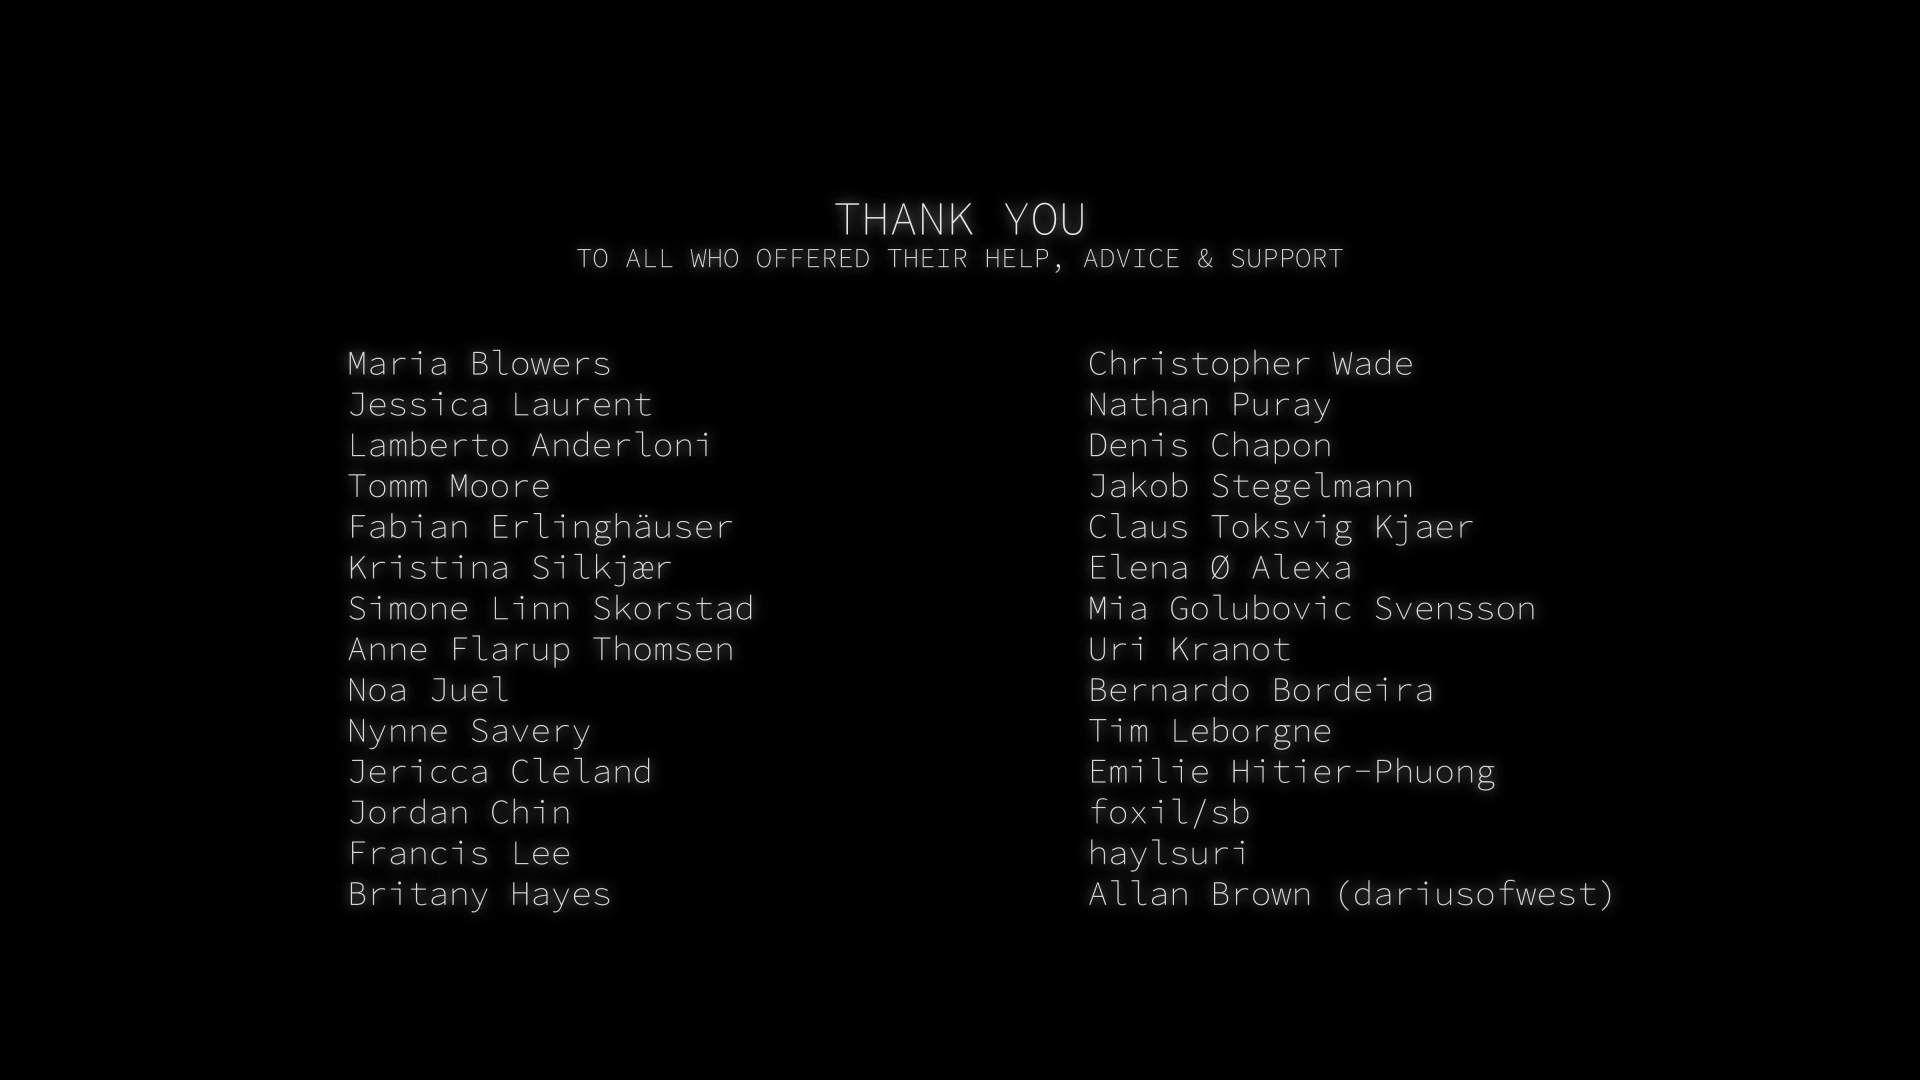 THANK YOU
TO ALL WHO OFFERED THEIR HELP, ADVICE & SUPPORT
Maria Blowers
Jessica Laurent
Lamberto Anderloni
Tomm Moore
Fabian Erlinghäuser
Kristina Silkjær
Simone Linn Skorstad
Anne Flarup Thomsen
Noa Juel
Nynne Savery
Jericca Cleland
Jordan Chin
Francis Lee
Britany Hayes
Christopher Wade
Nathan Puray
Denis Chapon
Jakob Stegelmann
Claus Toksvig Kjaer
Elena Ø Alexa
Mia Golubovic Svensson
Uri Kranot
Bernardo Bordeira
Tim Leborgne
Emilie Hitier-Phuong
foxil/sb
haylsuri
Allan Brown (dariusofwest)